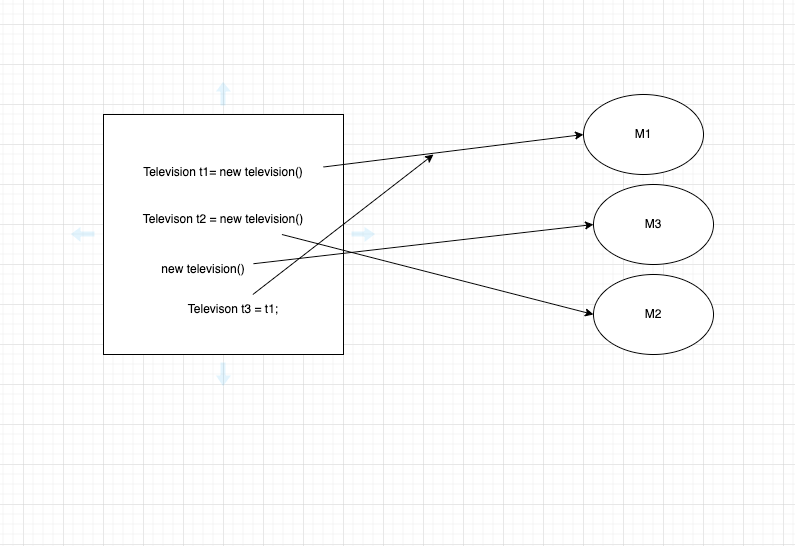 Television t1= new television()
Televison t2 = new television()
new television()
Televison t3 = t1;
M1
M3
M2